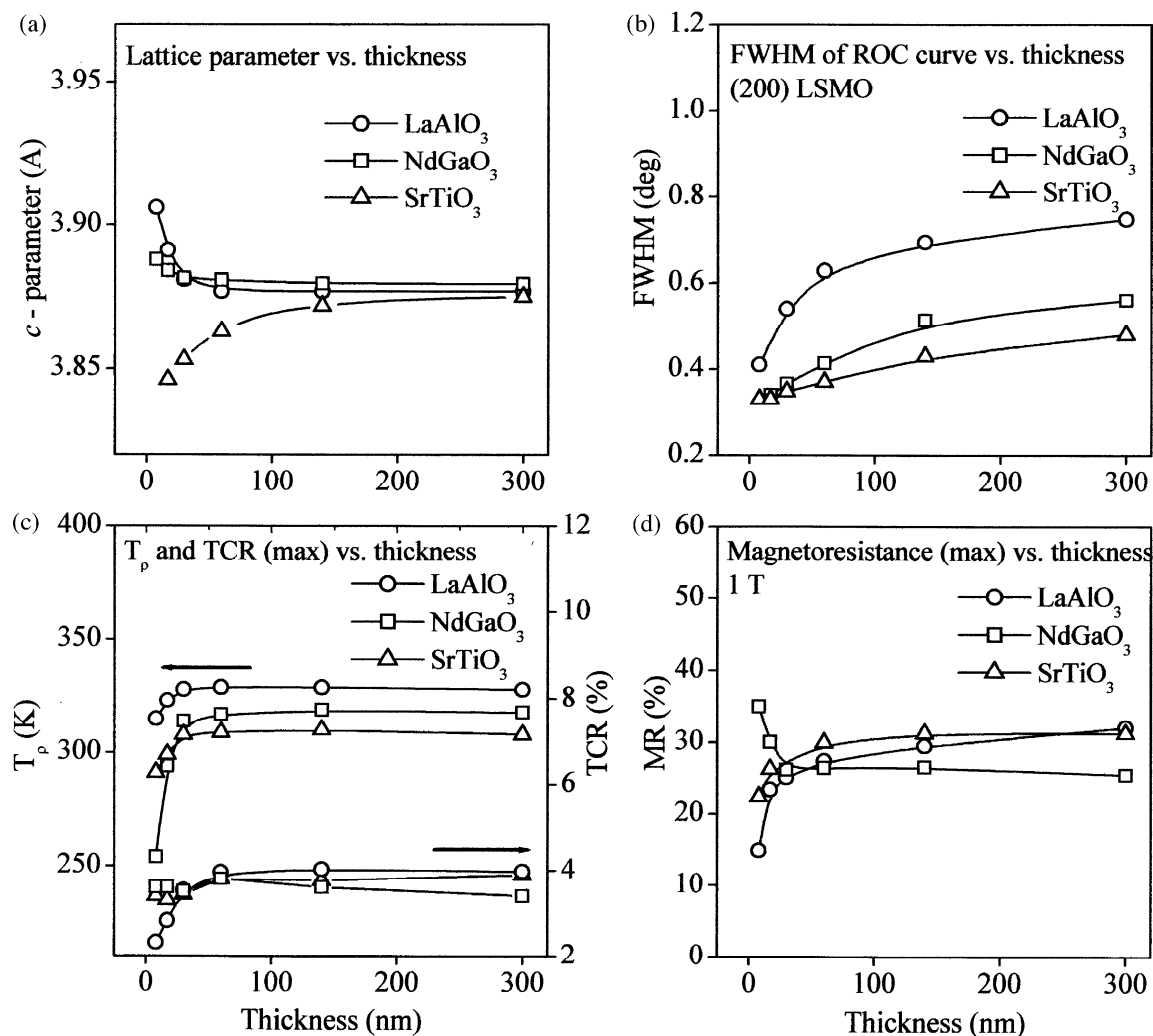 (a)
Lattice parameter vs. thickness
LaAlO₃
NdGaO₃
SrTiO₃
3.95
3.90
3.85
c - parameter (A)
0 100 200 300
(b)
FWHM of ROC curve vs. thickness
(200) LSMO
LaAlO₃
NdGaO₃
SrTiO₃
1.2
1.0
0.8
0.6
0.4
0.2
FWHM (deg)
0 100 200 300
(c)
T_ρ and TCR (max) vs. thickness
LaAlO₃
NdGaO₃
SrTiO₃
400
350
300
250
T_ρ (K)
12
10
8
6
4
2
TCR (%)
0 100 200 300
Thickness (nm)
(d)
Magnetoresistance (max) vs. thickness
1 T
LaAlO₃
NdGaO₃
SrTiO₃
60
50
40
30
20
10
0
MR (%)
0 100 200 300
Thickness (nm)